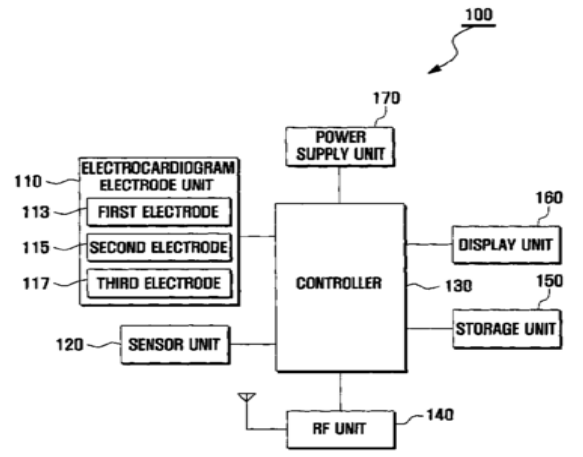 100
170
POWER
SUPPLY UNIT
ELECTROCARDIOGRAM
ELECTRODE UNIT
110
113
FIRST ELECTRODE
115
SECOND ELECTRODE
117
THIRD ELECTRODE
160
DISPLAY UNIT
CONTROLLER
130
150
STORAGE UNIT
120
SENSOR UNIT
140
RF UNIT